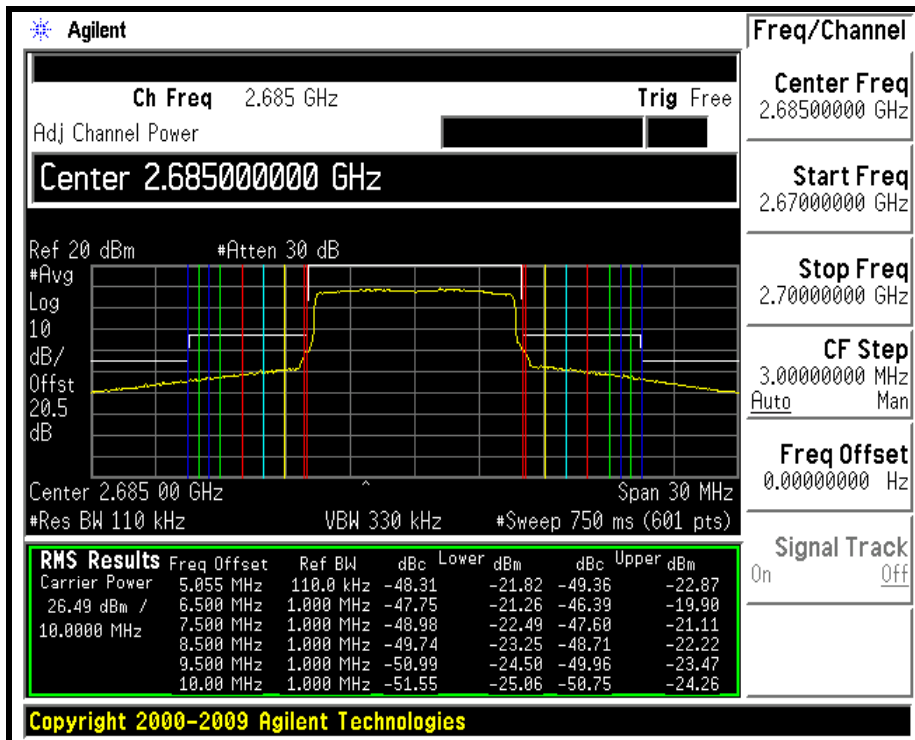 Agilent
Freq/Channel
Ch Freq 2.685 GHz Trig Free
Adj Channel Power
Center 2.685000000 GHz
Center Freq
2.68500000 GHz
Start Freq
2.67000000 GHz
Stop Freq
2.70000000 GHz
CF Step
3.00000000 MHz
Auto Man
Freq Offset
0.00000000 Hz
Signal Track
On Off
Ref 20 dBm #Atten 30 dB
#Avg
Log
10
dB/
Offst
20.5
dB
Center 2.685 00 GHz Span 30 MHz
#Res BW 110 kHz VBW 330 kHz #Sweep 750 ms (601 pts)
RMS Results Freq Offset Ref BW dBc Lower dBm dBc Upper dBm
Carrier Power 5.055 MHz 110.0 kHz -48.31 -21.82 -49.36 -22.87
26.49 dBm / 6.500 MHz 1.000 MHz -47.75 -21.26 -46.39 -19.90
10.0000 MHz 7.500 MHz 1.000 MHz -48.98 -22.49 -47.60 -21.11
8.500 MHz 1.000 MHz -49.74 -23.25 -48.71 -22.22
9.500 MHz 1.000 MHz -50.99 -24.50 -49.96 -23.47
10.00 MHz 1.000 MHz -51.55 -25.06 -50.75 -24.26
Copyright 2000-2009 Agilent Technologies